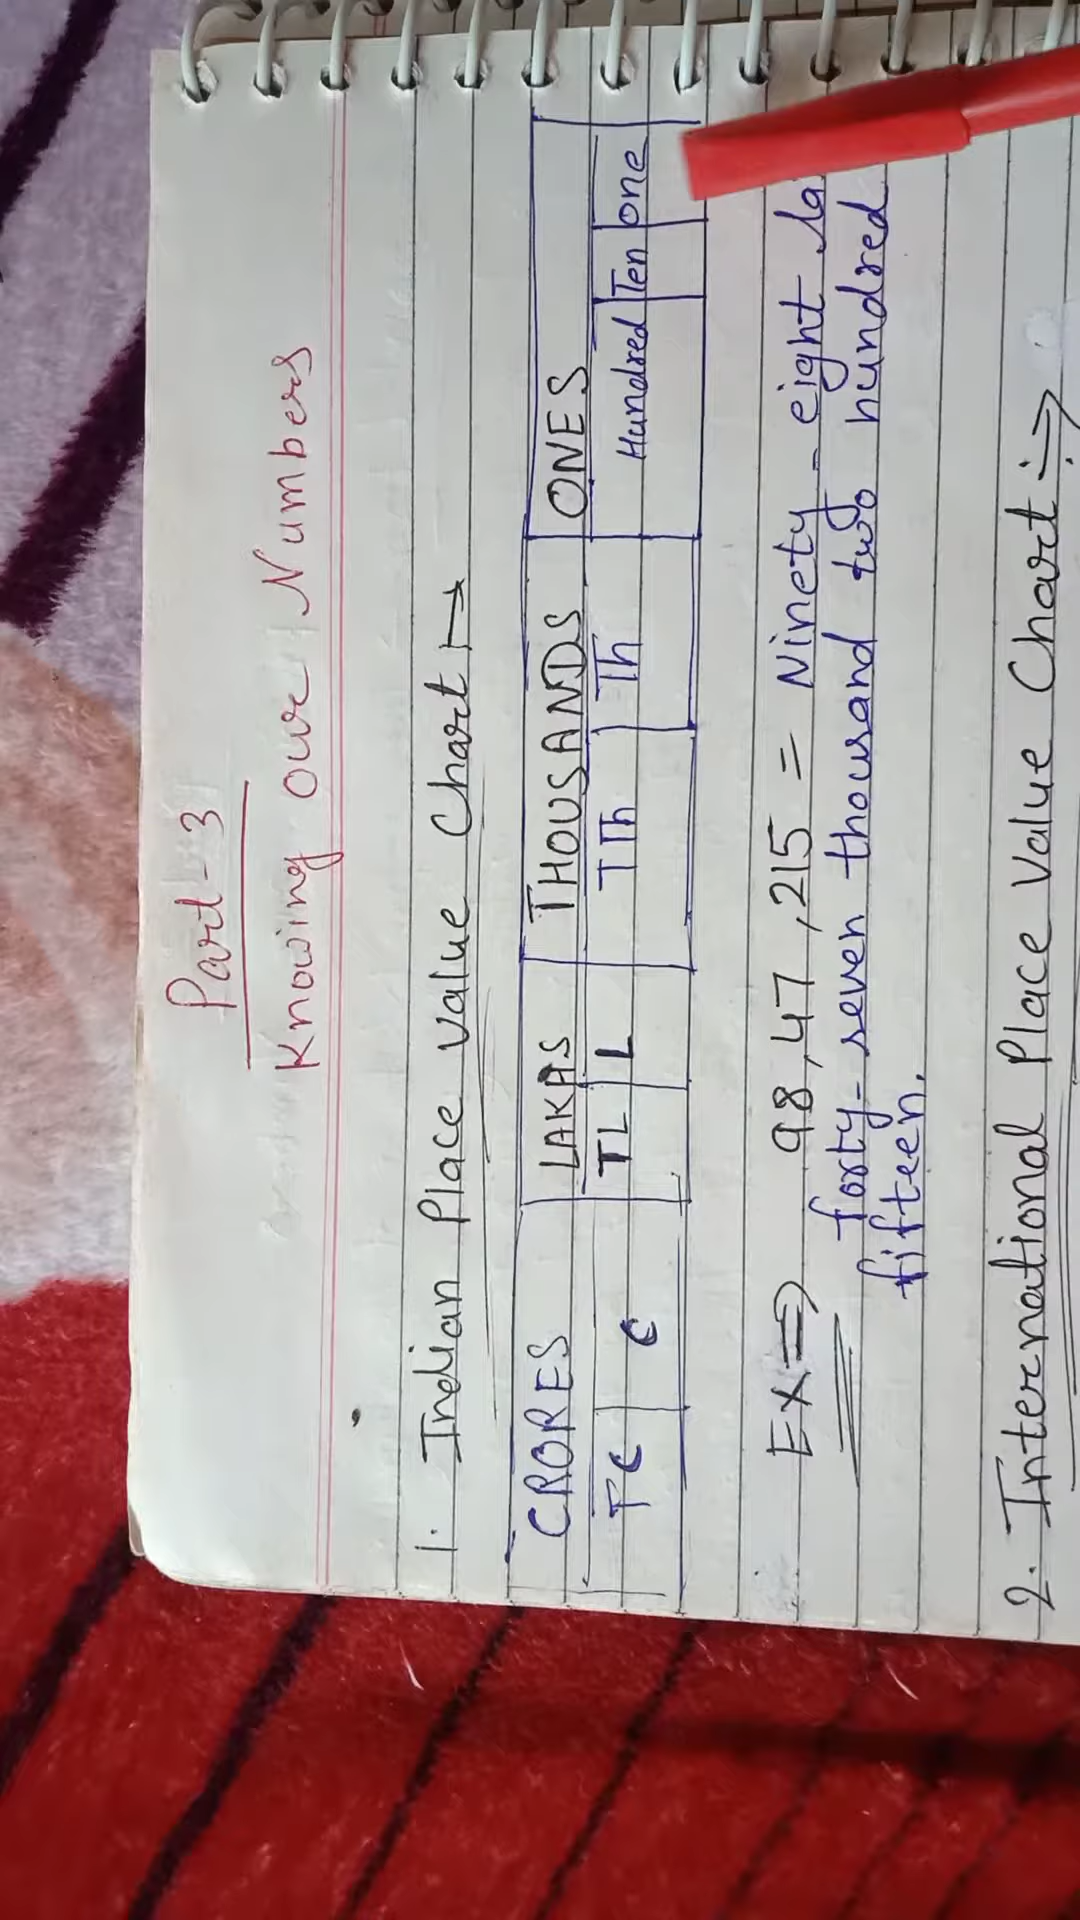 Part-3
Knowing our Numbers
1. Indian Place Value Chart →
CRORES LAKHS THOUSANDS ONES
TC C TL L TTh Th Hundred Ten one
Ex ⇒ 98,47,215 = Ninety-eight la
forty-seven thousand two hundred
fifteen.
2. International Place Value Chart :→